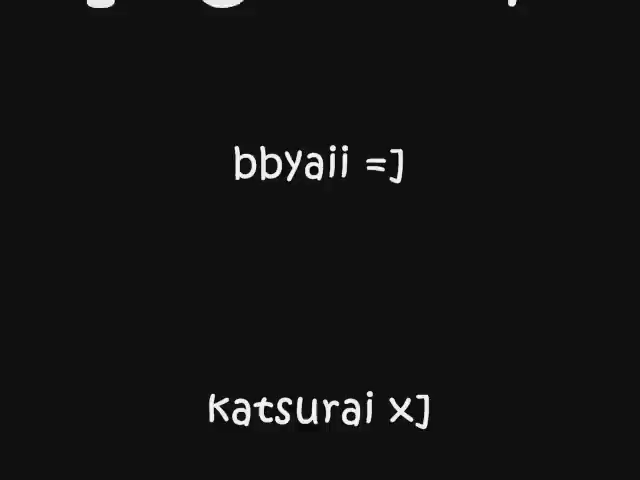 bbyaii =]
katsurai x]